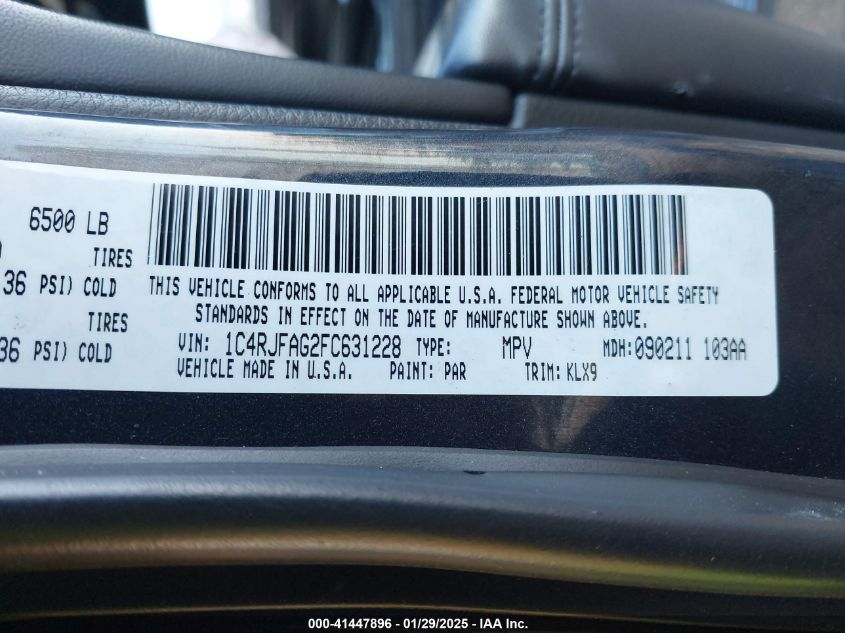 6500 LB
TIRES
36 PSI) COLD
TIRES
36 PSI) COLD
THIS VEHICLE CONFORMS TO ALL APPLICABLE U.S.A. FEDERAL MOTOR VEHICLE SAFETY
STANDARDS IN EFFECT ON THE DATE OF MANUFACTURE SHOWN ABOVE.
VIN: 1C4RJFAG2FC631228 TYPE: MPV MDH:090211 103AA
VEHICLE MADE IN U.S.A. PAINT: PAR TRIM: KLX9
000-41447896 - 01/29/2025 - IAA Inc.